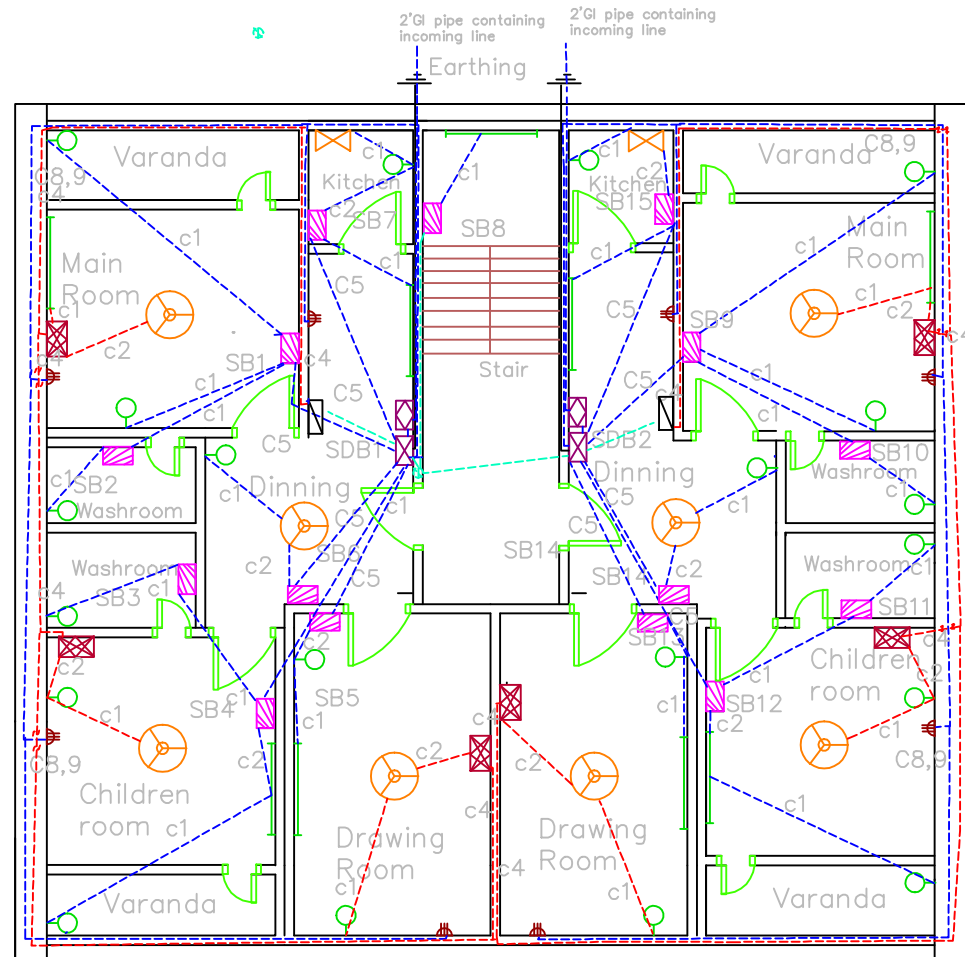 2'GI pipe containing
incoming line
2'GI pipe containing
incoming line
Earthing
Varanda
c1
c1
c1
c2
Varanda
C8,9
C8,9
c4
Kitchen
Kitchen
c2
SB7
SB8
SB15
c1
c1
c1
c1
Main
Room
Main
Room
C5
C5
c1
c2
c1
c2
SB1
c4
SB9
c4
c4
Stair
c1
c1
C5
c4
c1
c1
C5
SDB1
SDB2
SB10
c1
SB2
Washroom
c1
Dinning
Dinning
C5
c1
Washroom
c1
C5
c1
C5
SB14
Washroom
SB3
c1
c4
c2
SB6
C5
SB14
c2
Washroom
c1
SB11
c2
SB13
C5
c4
c2
c1
c1
SB4
SB5
c1
c4
c1
SB12
c2
Children
room
c2
c1
C8,9
c2
c2
c2
C8,9
Children
room
c1
c4
c1
Drawing
Room
Drawing
Room
c1
c4
c1
Varanda
Varanda